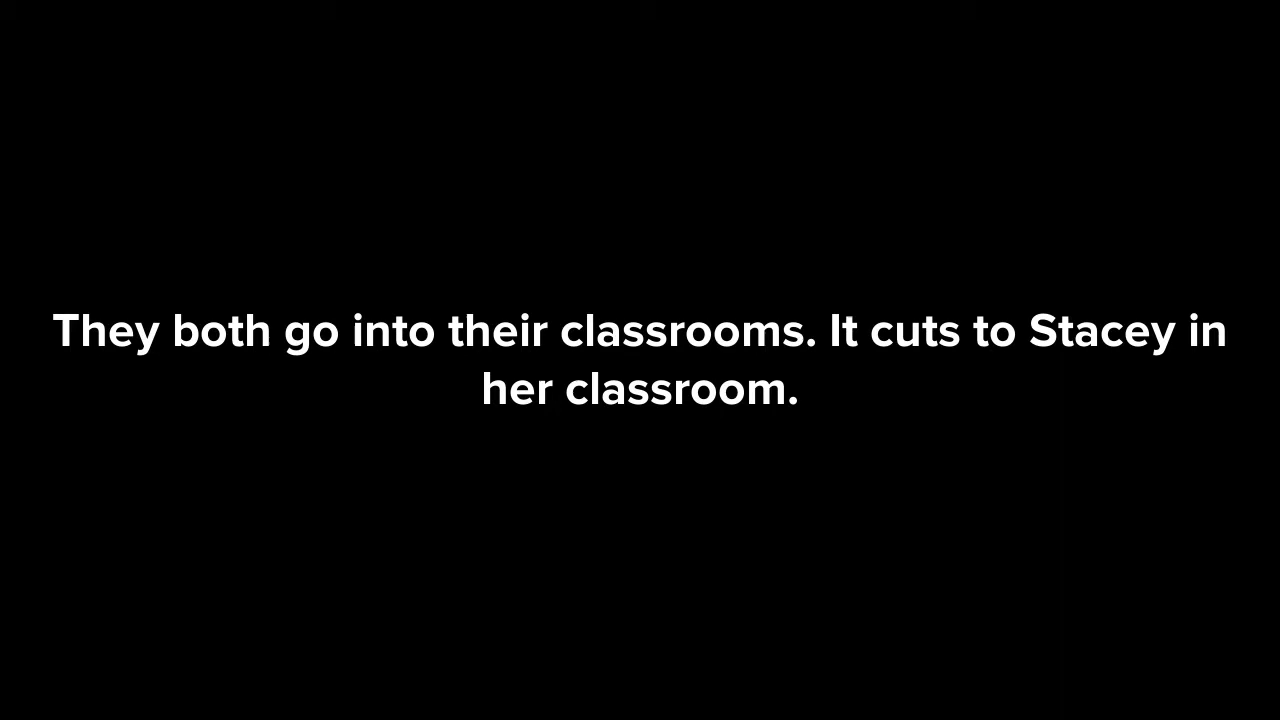 They both go into their classrooms. It cuts to Stacey in
her classroom.